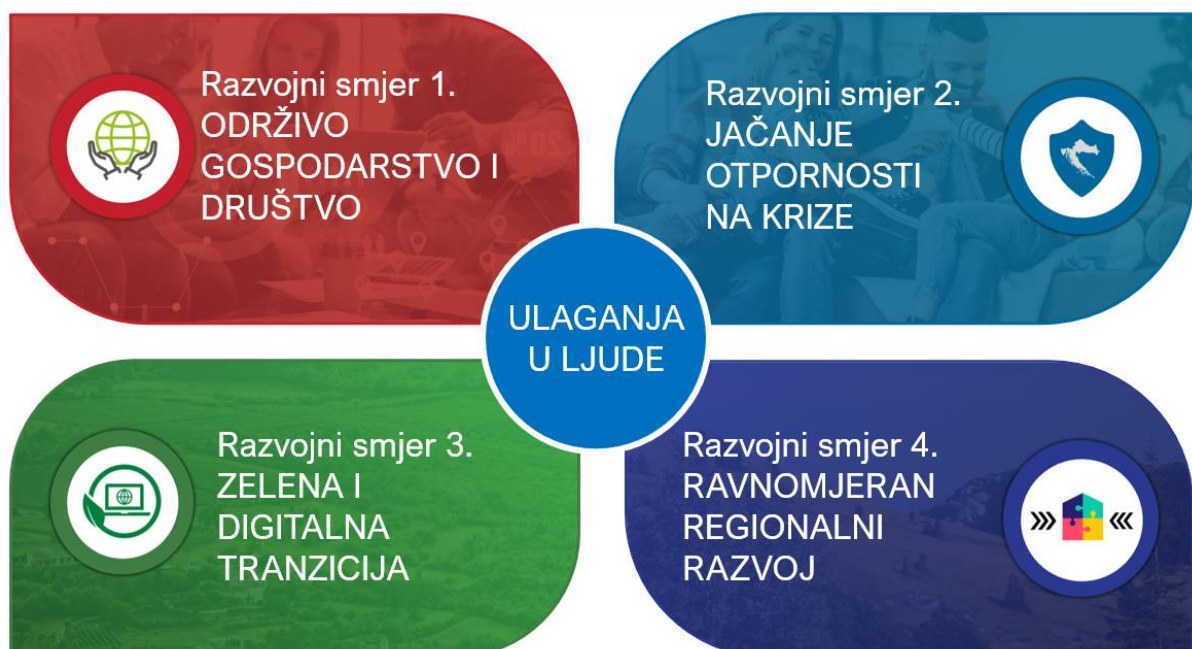 Razvojni smjer 1.
ODRŽIVO
GOSPODARSTVO I
DRUŠTVO
Razvojni smjer 2.
JAČANJE
OTPORNOSTI
NA KRIZE
ULAGANJA
U LJUDE
Razvojni smjer 3.
ZELENA I
DIGITALNA
TRANZICIJA
Razvojni smjer 4.
RAVNOMJERAN
REGIONALNI
RAZVOJ